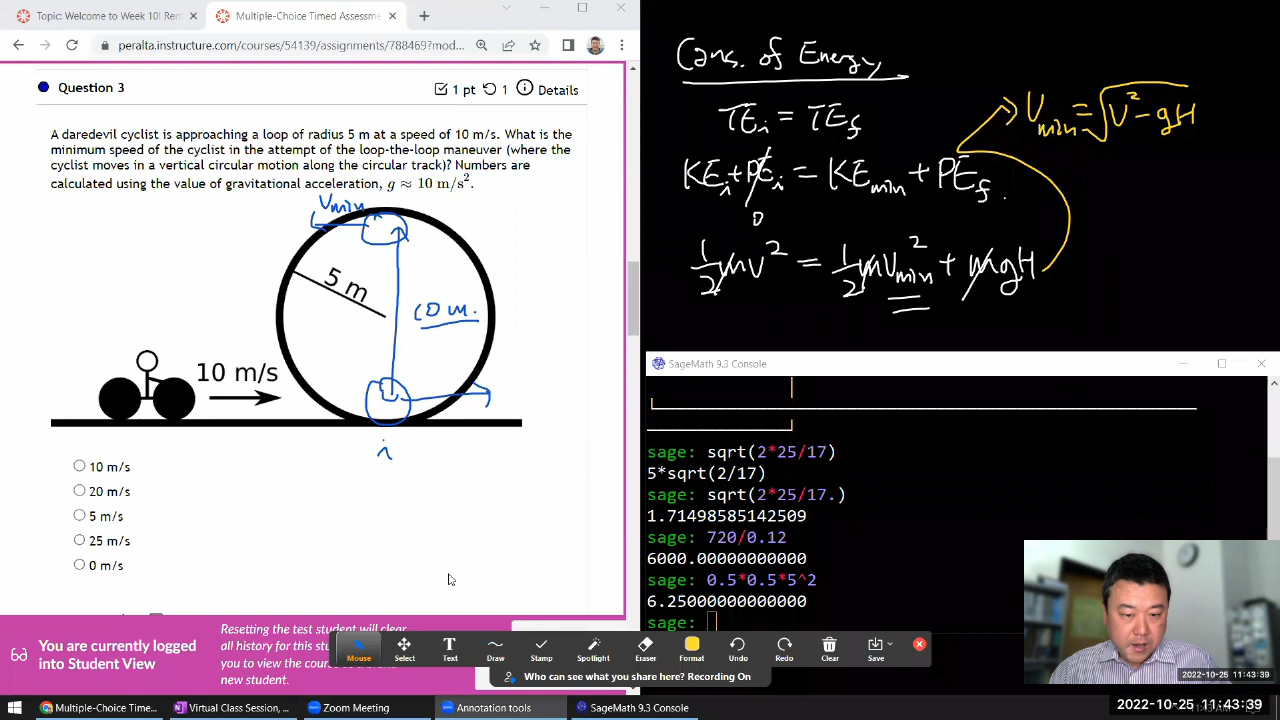 Topic: Welcome to Week 10! Rem
Multiple-Choice Timed Assessme
peralta.instructure.com/courses/54139/assignments/788469?mod...
Question 3
1 pt
1
Details
A daredevil cyclist is approaching a loop of radius 5 m at a speed of 10 m/s. What is the
minimum speed of the cyclist in the attempt of the loop-the-loop maneuver (where the
cyclist moves in a vertical circular motion along the circular track)? Numbers are
calculated using the value of gravitational acceleration, g ≈ 10 m/s².
Vmin
5 m
10 m.
10 m/s
i
10 m/s
20 m/s
5 m/s
25 m/s
0 m/s
You are currently logged
into Student View
Resetting the test student will clear
all history for this stu
you to view the cours
new student.
Cons. of Energy
TEi = TEf
KEi + PEi = KEmin + PEf
0
½mv² = ½mvmin² + mgH
Vmin = √v² - gH
SageMath 9.3 Console
sage: sqrt(2*25/17)
5*sqrt(2/17)
sage: sqrt(2*25/17.)
1.71498585142509
sage: 720/0.12
6000.00000000000
sage: 0.5*0.5*5^2
6.25000000000000
sage:
Mouse
Select
Text
Draw
Stamp
Spotlight
Eraser
Format
Undo
Redo
Clear
Save
Who can see what you share here? Recording On
2022-10-25 11:43:39
Multiple-Choice Time...
Virtual Class Session, ...
Zoom Meeting
Annotation tools
SageMath 9.3 Console
2022-10-25 11:43:39